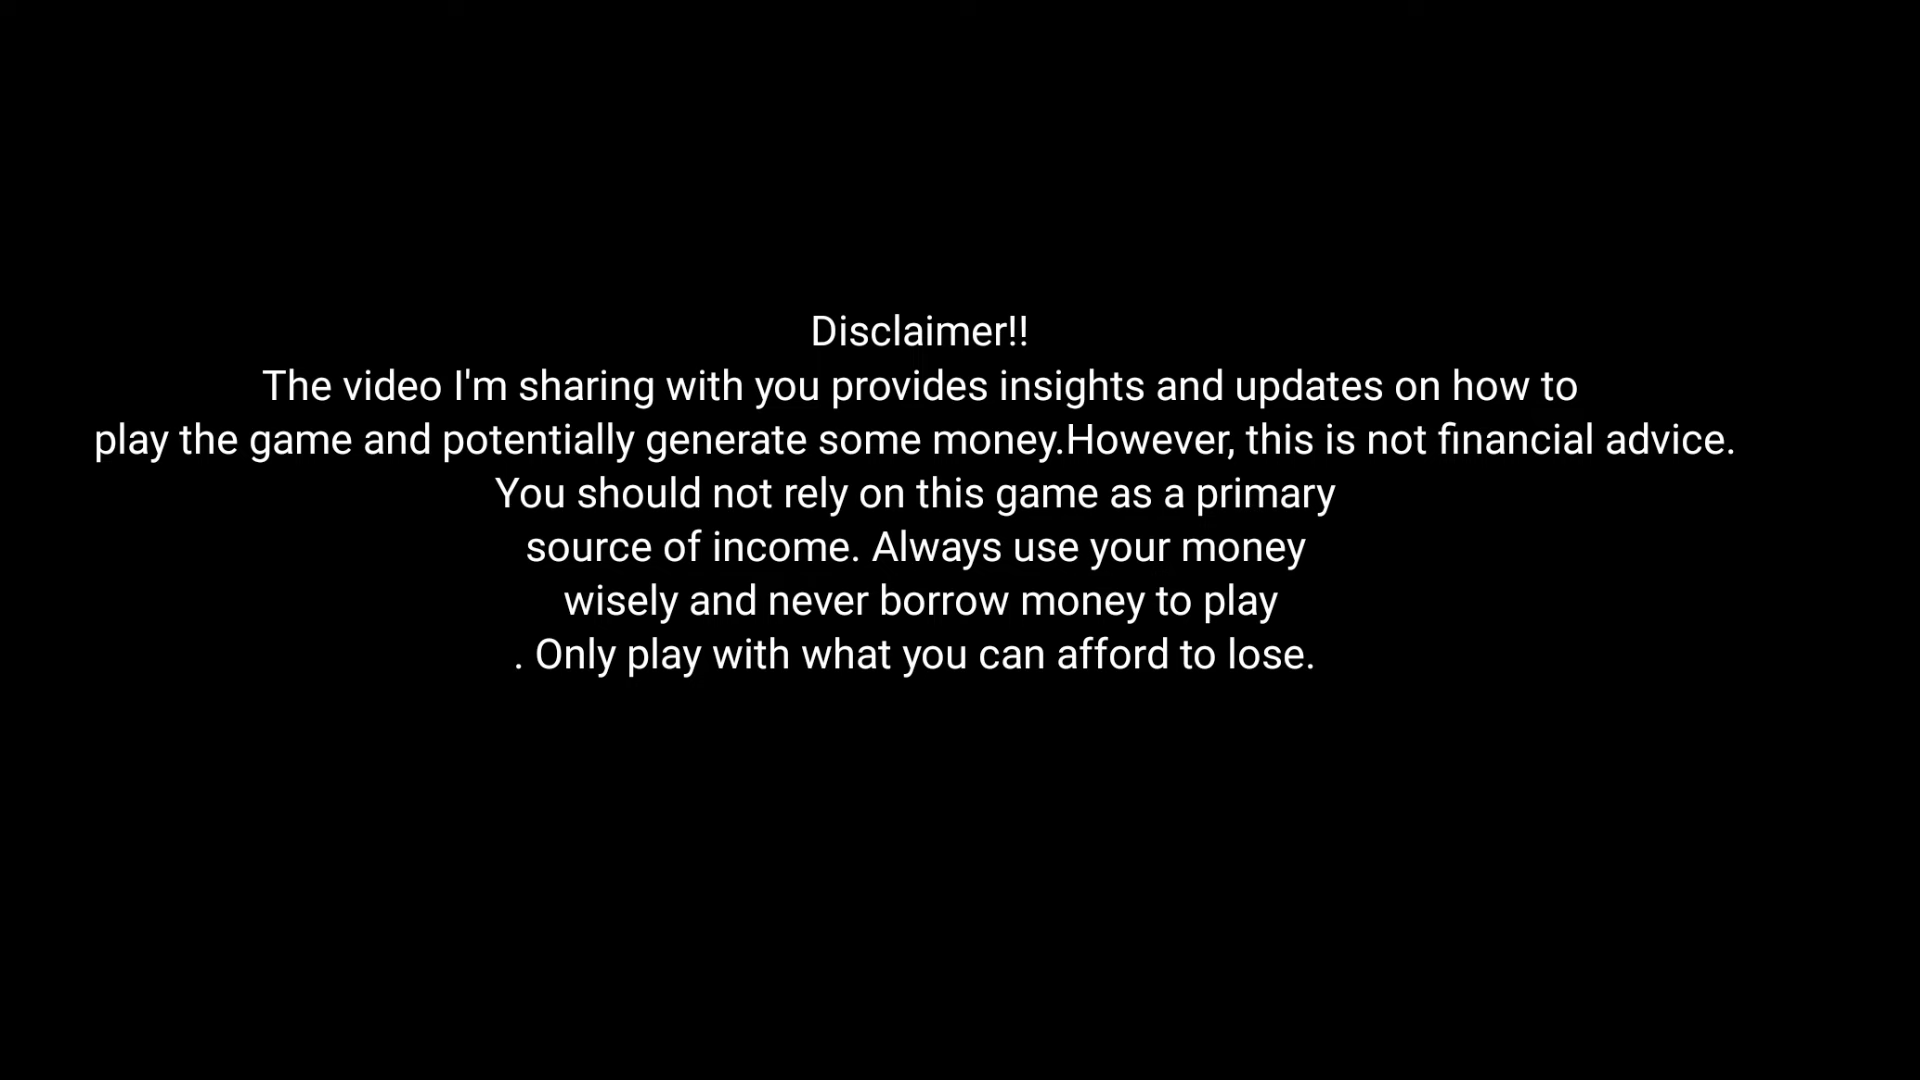 Disclaimer!!
The video I'm sharing with you provides insights and updates on how to
play the game and potentially generate some money.However, this is not financial advice.
You should not rely on this game as a primary
source of income. Always use your money
wisely and never borrow money to play
. Only play with what you can afford to lose.